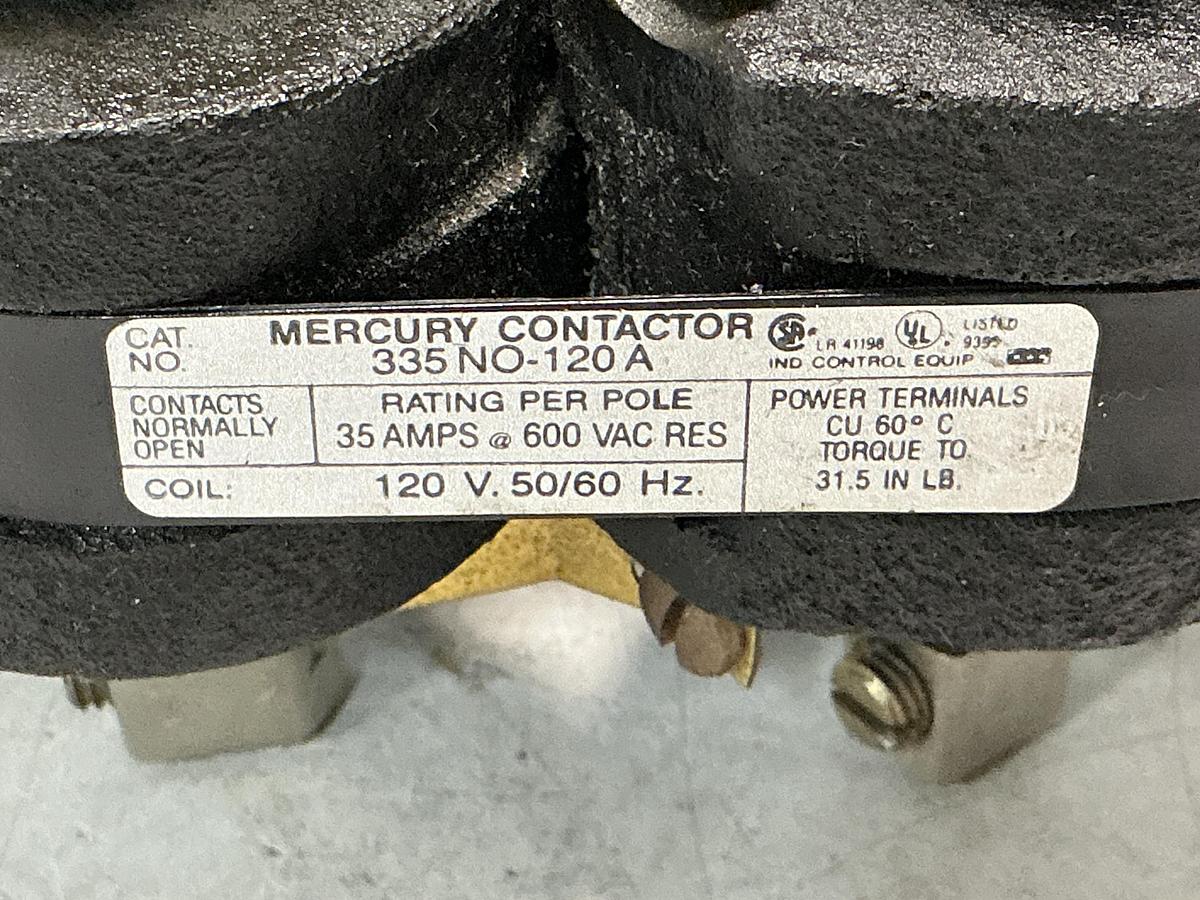 CAT. NO.
MERCURY CONTACTOR
335 NO-120 A
LR 41198
UL LISTED
IND CONTROL EQUIP
CONTACTS
NORMALLY
OPEN
RATING PER POLE
35 AMPS @ 600 VAC RES
COIL: 120 V. 50/60 Hz.
POWER TERMINALS
CU 60° C
TORQUE TO
31.5 IN LB.